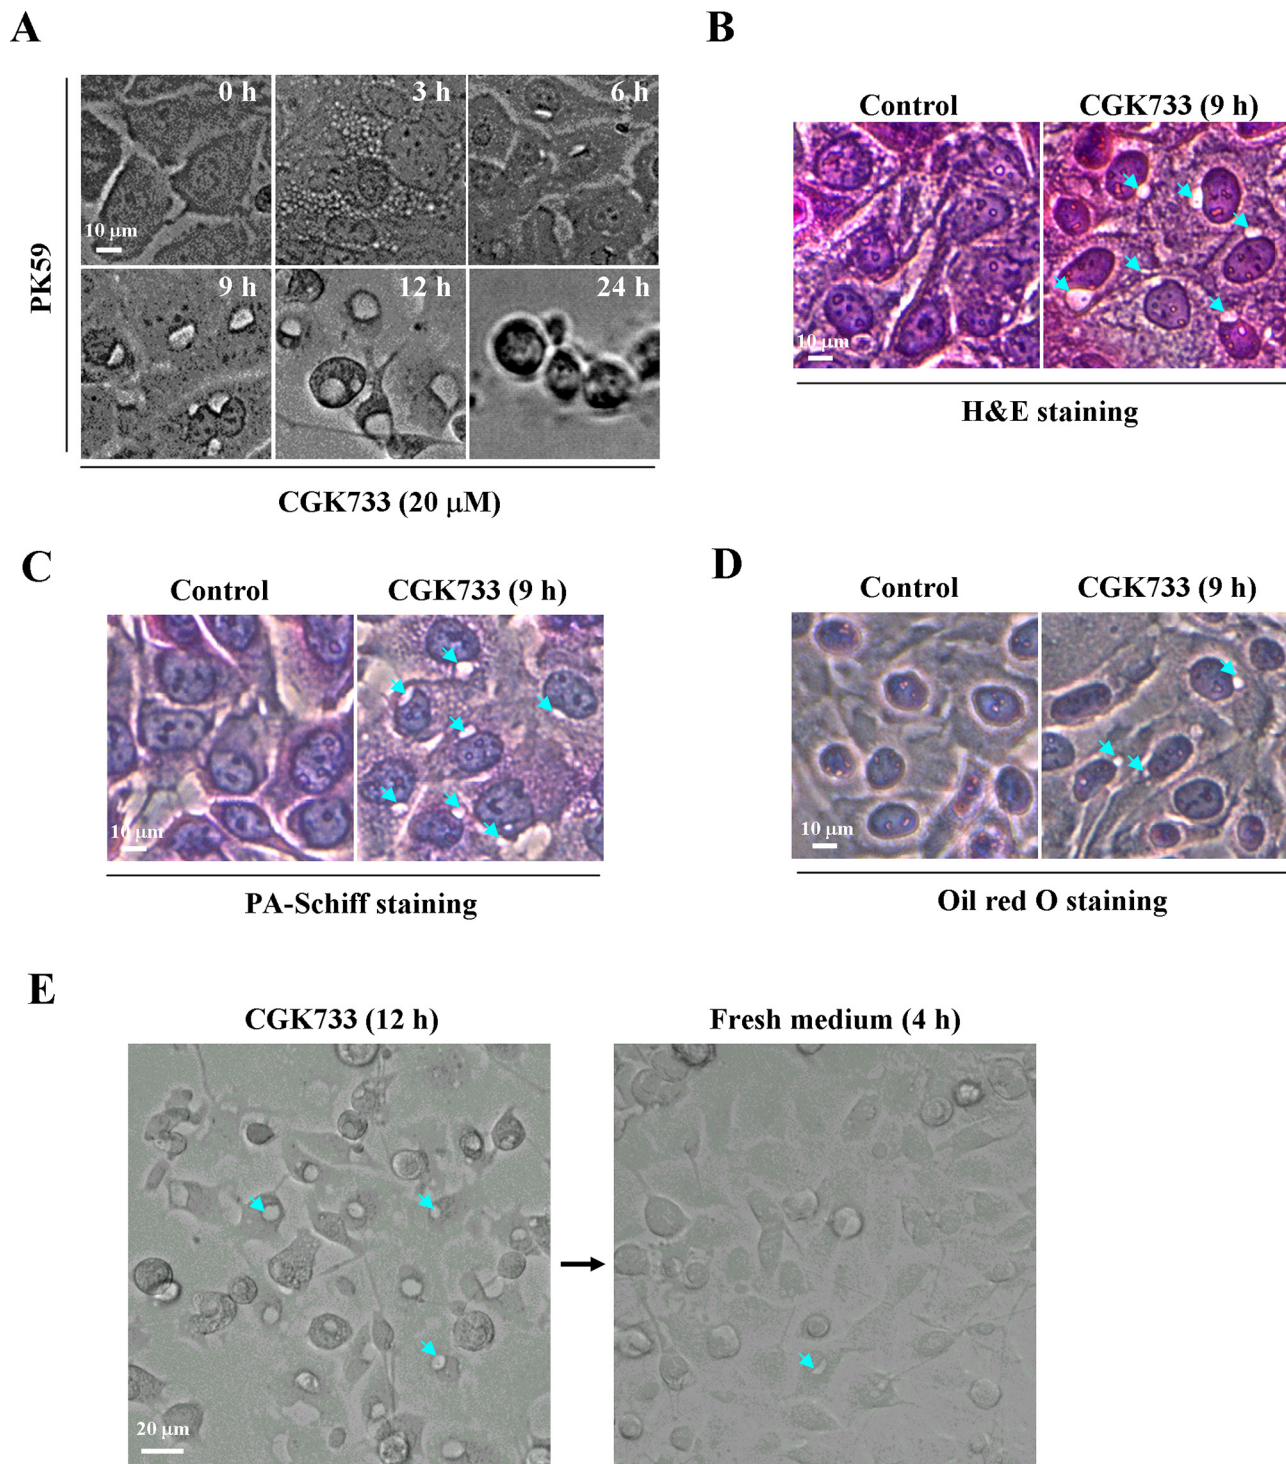 A
B
0 h
3 h
6 h
10 μm
9 h
12 h
24 h
PK59
CGK733 (20 μM)
Control
CGK733 (9 h)
10 μm
H&E staining
C
D
Control
CGK733 (9 h)
10 μm
PA-Schiff staining
Control
CGK733 (9 h)
10 μm
Oil red O staining
E
CGK733 (12 h)
Fresh medium (4 h)
20 μm